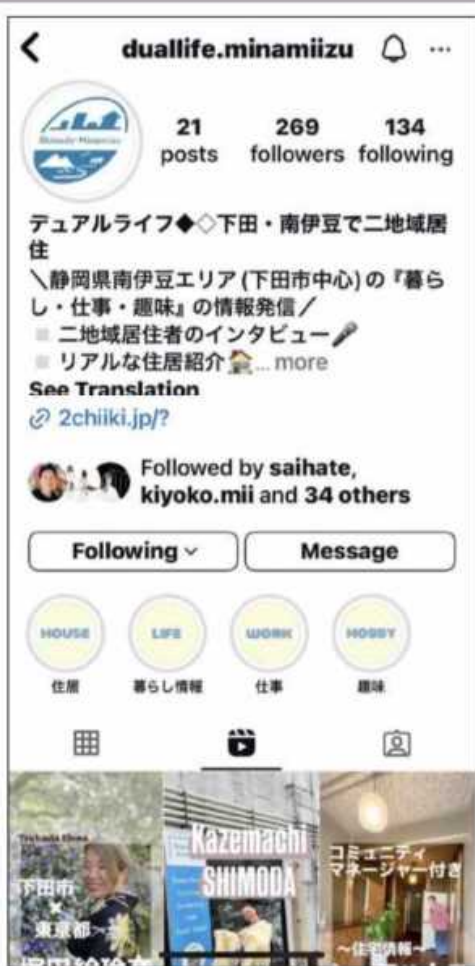 duallife.minamiizu
21
posts
269
followers
134
following
デュアルライフ◆◇下田・南伊豆で二地域居
住
＼静岡県南伊豆エリア(下田市中心)の『暮ら
し・仕事・趣味』の情報発信／
二地域居住者のインタビュー🎤
リアルな住居紹介🏠... more
See Translation
2chiiki.jp/?
Followed by saihate,
kiyoko.mii and 34 others
Following
Message
HOUSE
LIFE
WORK
HOBBY
住居
暮らし情報
仕事
趣味
下田市
×
東京都
Kazemachi
SHIMODA
コミュニティ
マネージャー付き
～住宅情報～